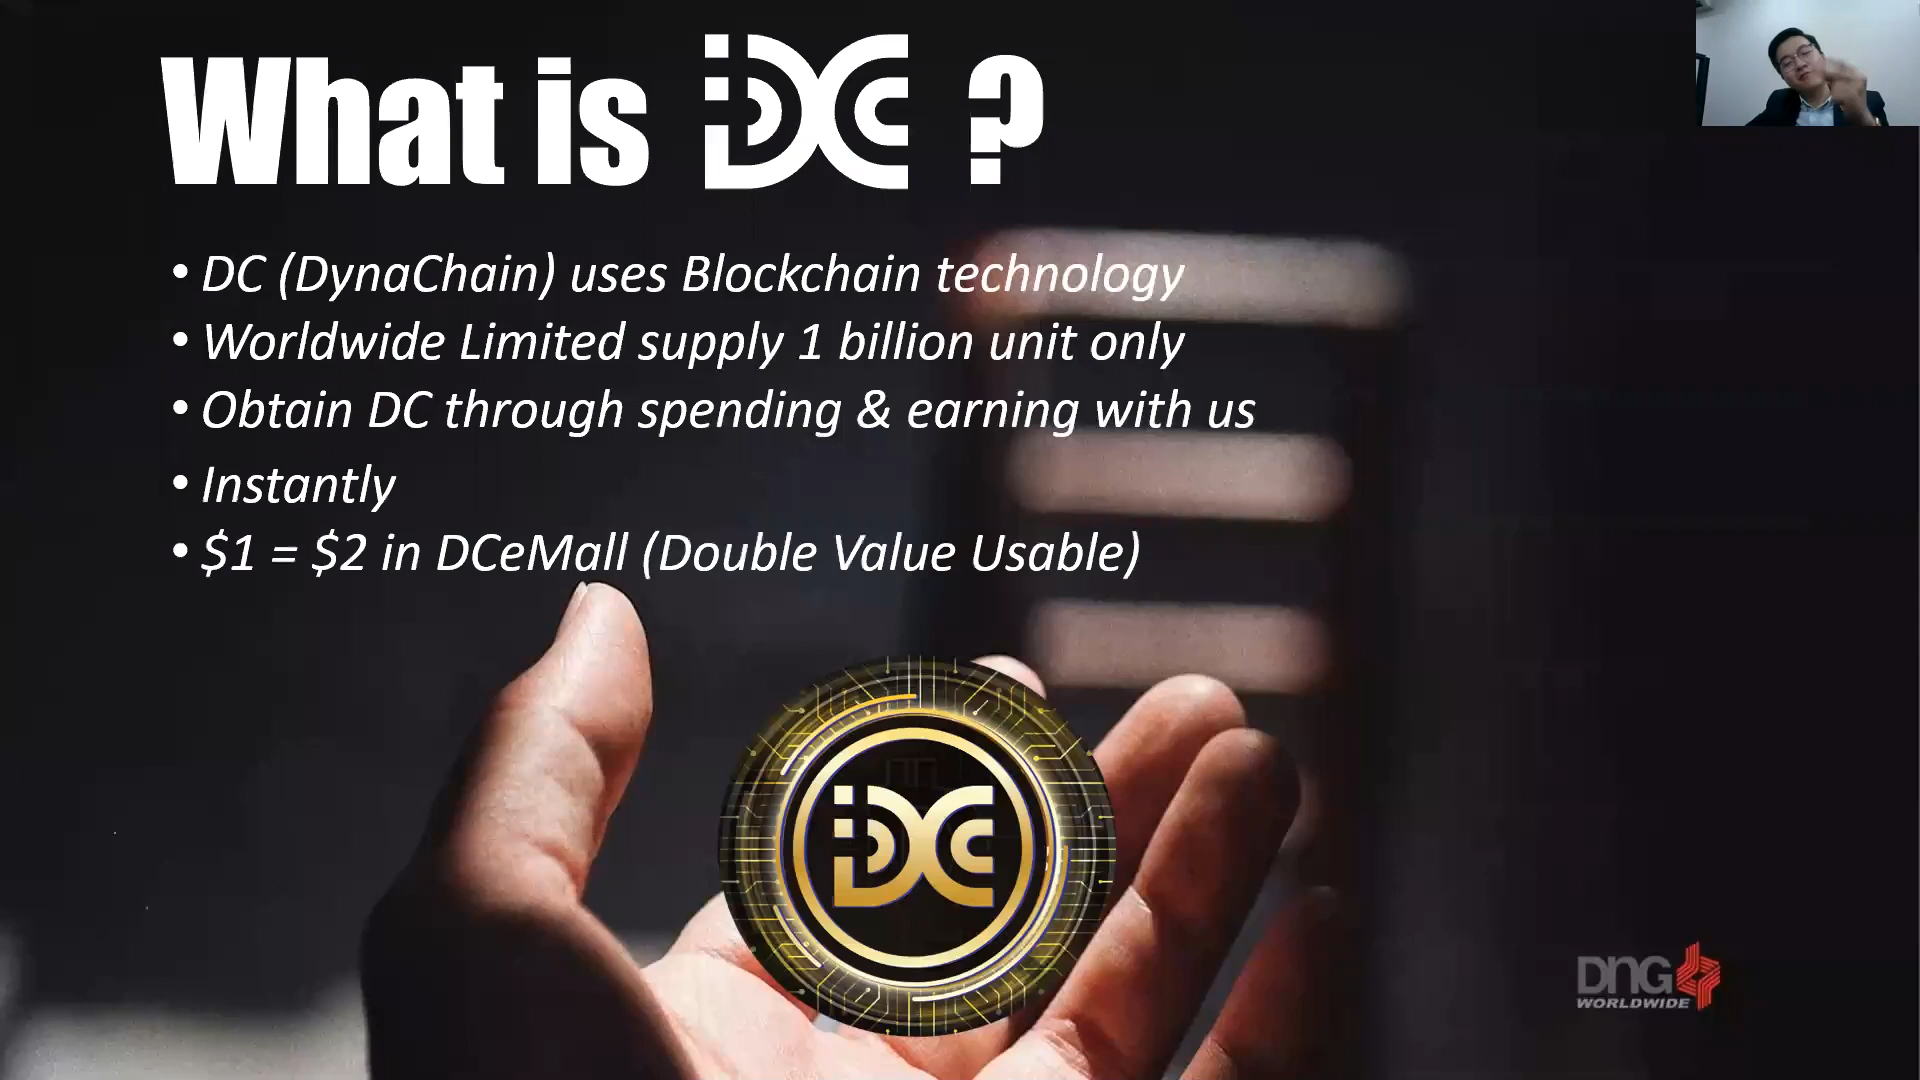 What is DC ?
• DC (DynaChain) uses Blockchain technology
• Worldwide Limited supply 1 billion unit only
• Obtain DC through spending & earning with us
• Instantly
• $1 = $2 in DCeMall (Double Value Usable)
DC
DNG
WORLDWIDE